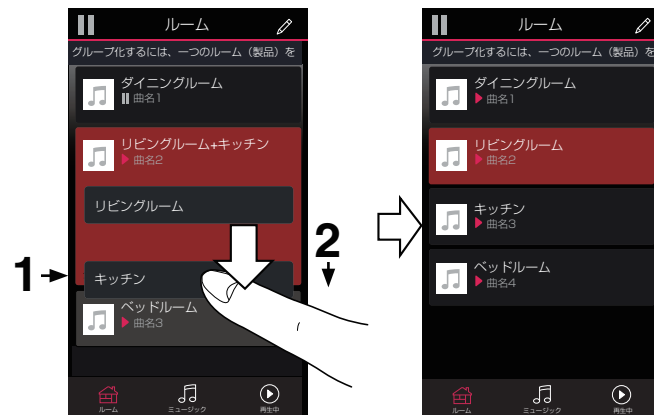 ルーム
グループ化するには、一つのルーム（製品）を
ダイニングルーム
曲名1
リビングルーム+キッチン
曲名2
リビングルーム
1
2
キッチン
ベッドルーム
曲名3
ルーム
ミュージック
再生中
ルーム
グループ化するには、一つのルーム（製品）を
ダイニングルーム
曲名1
リビングルーム
曲名2
キッチン
曲名3
ベッドルーム
曲名4
ルーム
ミュージック
再生中